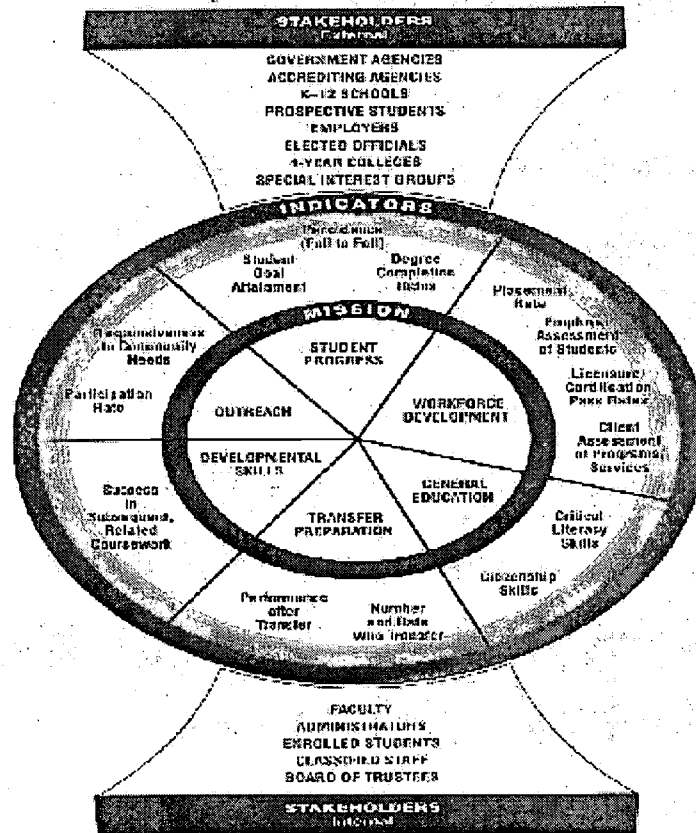 STAKEHOLDERS
External
GOVERNMENT AGENCIES
ACCREDITING AGENCIES
K–12 SCHOOLS
PROSPECTIVE STUDENTS
EMPLOYERS
ELECTED OFFICIALS
4-YEAR COLLEGES
SPECIAL INTEREST GROUPS
INDICATORS
Persistence
(Fall to Fall)
Student
Goal
Attainment
Degree
Completion
Rates
Placement
Rate
Employer
Assessment
of Students
Licensure/
Certification
Pass Rates
Client
Assessment
of Programs/
Services
Responsiveness
to Community
Needs
Participation
Rate
MISSION
STUDENT
PROGRESS
OUTREACH
WORKFORCE
DEVELOPMENT
DEVELOPMENTAL
SKILLS
GENERAL
EDUCATION
TRANSFER
PREPARATION
Success
in
Subsequent,
Related
Coursework
Critical
Literacy
Skills
Citizenship
Skills
Performance
after
Transfer
Number
and Rate
Who Transfer
FACULTY
ADMINISTRATORS
ENROLLED STUDENTS
CLASSIFIED STAFF
BOARD OF TRUSTEES
STAKEHOLDERS
Internal